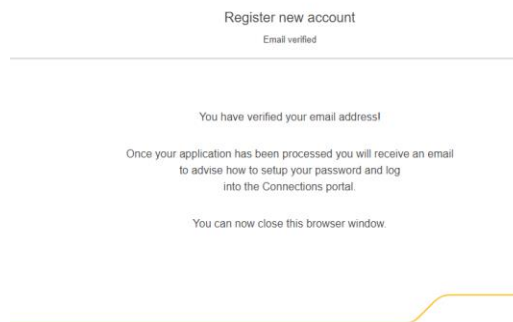 Register new account
Email verified
You have verified your email address!
Once your application has been processed you will receive an email
to advise how to setup your password and log
into the Connections portal.
You can now close this browser window.